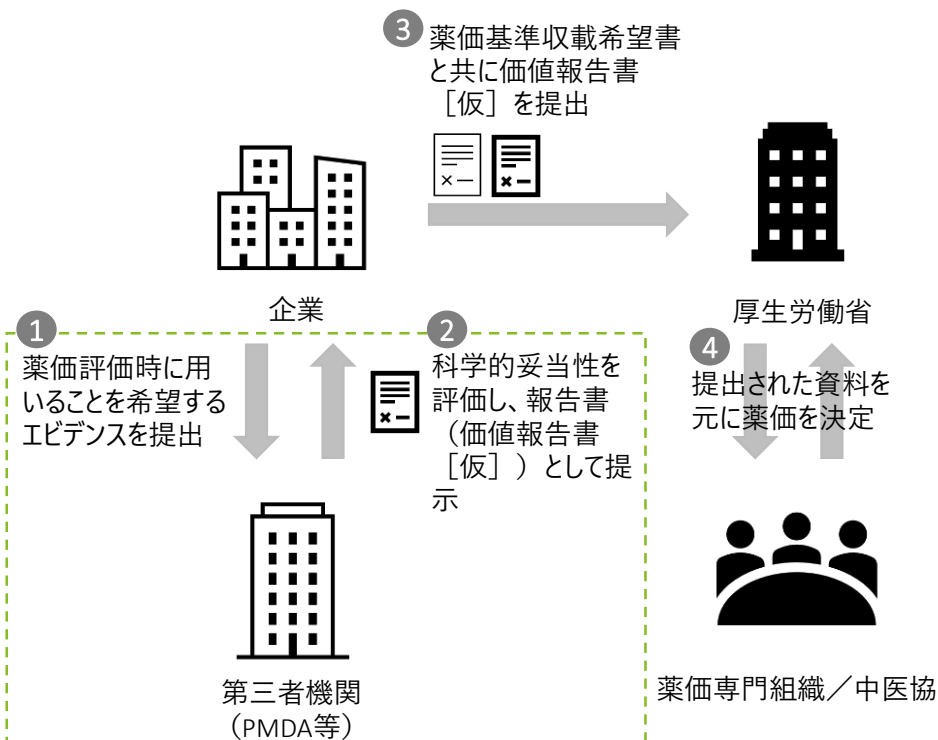 3
薬価基準収載希望書
と共に価値報告書
［仮］を提出
企業
厚生労働省
1
薬価評価時に用
いることを希望する
エビデンスを提出
2
科学的妥当性を
評価し、報告書
（価値報告書
［仮］）として提
示
4
提出された資料を
元に薬価を決定
第三者機関
（PMDA等）
薬価専門組織／中医協